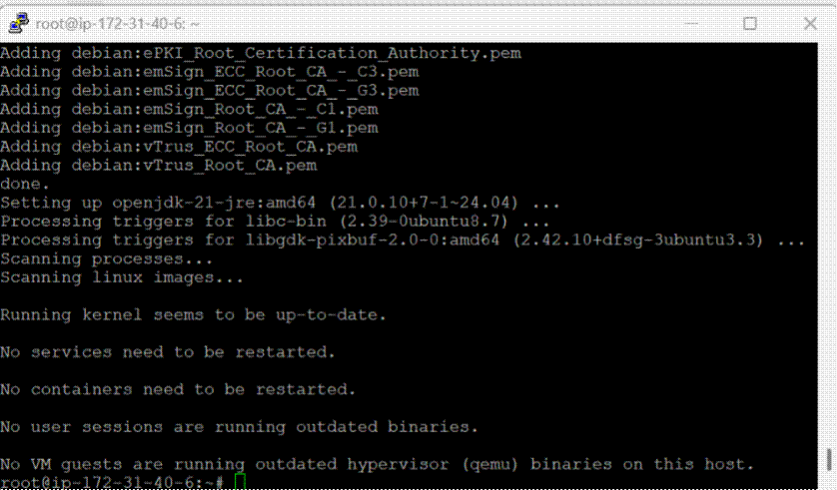 root@ip-172-31-40-6: ~
Adding debian:ePKI_Root_Certification_Authority.pem
Adding debian:emSign_ECC_Root_CA_-_C3.pem
Adding debian:emSign_ECC_Root_CA_-_G3.pem
Adding debian:emSign_Root_CA_-_C1.pem
Adding debian:emSign_Root_CA_-_G1.pem
Adding debian:vTrus_ECC_Root_CA.pem
Adding debian:vTrus_Root_CA.pem
done.
Setting up openjdk-21-jre:amd64 (21.0.10+7-1~24.04) ...
Processing triggers for libc-bin (2.39-0ubuntu8.7) ...
Processing triggers for libgdk-pixbuf-2.0-0:amd64 (2.42.10+dfsg-3ubuntu3.3) ...
Scanning processes...
Scanning linux images...
Running kernel seems to be up-to-date.
No services need to be restarted.
No containers need to be restarted.
No user sessions are running outdated binaries.
No VM guests are running outdated hypervisor (qemu) binaries on this host.
root@ip-172-31-40-6:~#